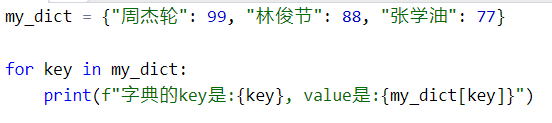 my_dict = {"周杰轮": 99, "林俊节": 88, "张学油": 77}
for key in my_dict:
    print(f"字典的key是:{key}, value是:{my_dict[key]}")